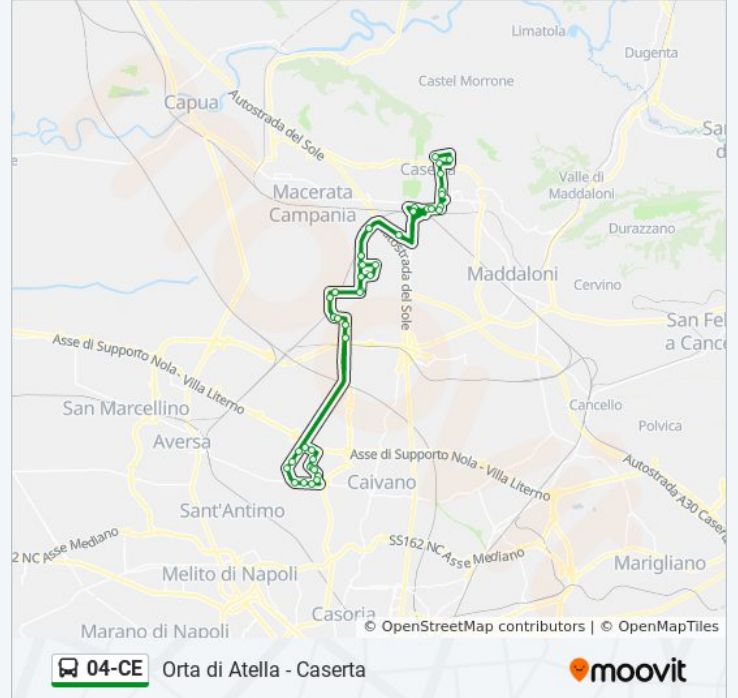 Limatola
Dugenta
Castel Morrone
Capua
Autostrada del Sole
Caserta
Valle di
Maddaloni
Macerata
Campania
Durazzano
Autostrada del Sole
Maddaloni
Cervino
San Fel
a Canc
Asse di Supporto Nola - Villa Literno
San Marcellino
Cancello
Polvica
Aversa
Asse di Supporto Nola - Villa Literno
Caivano
Autostrada A30 Caser
Sant'Antimo
2 NC Asse Mediano
SS162 NC Asse Mediano
Marigliano
Melito di Napoli
Casoria
Marano di Napoli
© OpenStreetMap contributors | © OpenMapTiles
04-CE Orta di Atella - Caserta
moovit